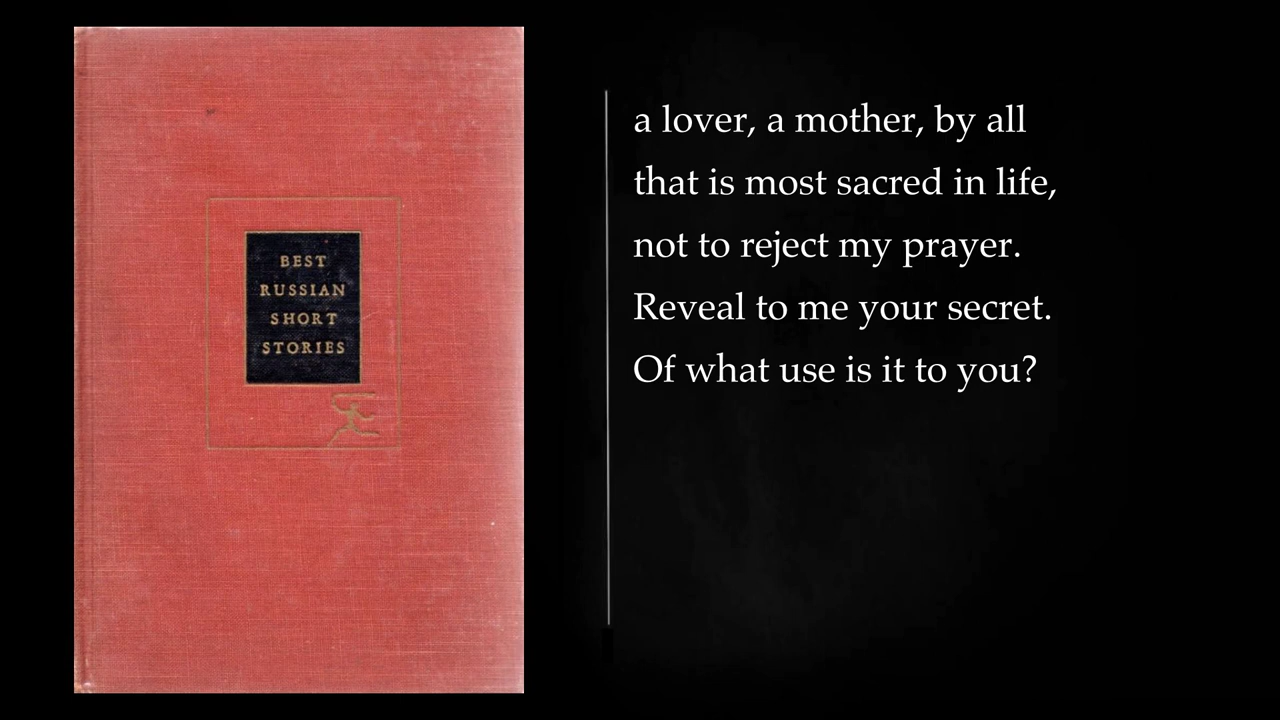 BEST
RUSSIAN
SHORT
STORIES
a lover, a mother, by all
that is most sacred in life,
not to reject my prayer.
Reveal to me your secret.
Of what use is it to you?